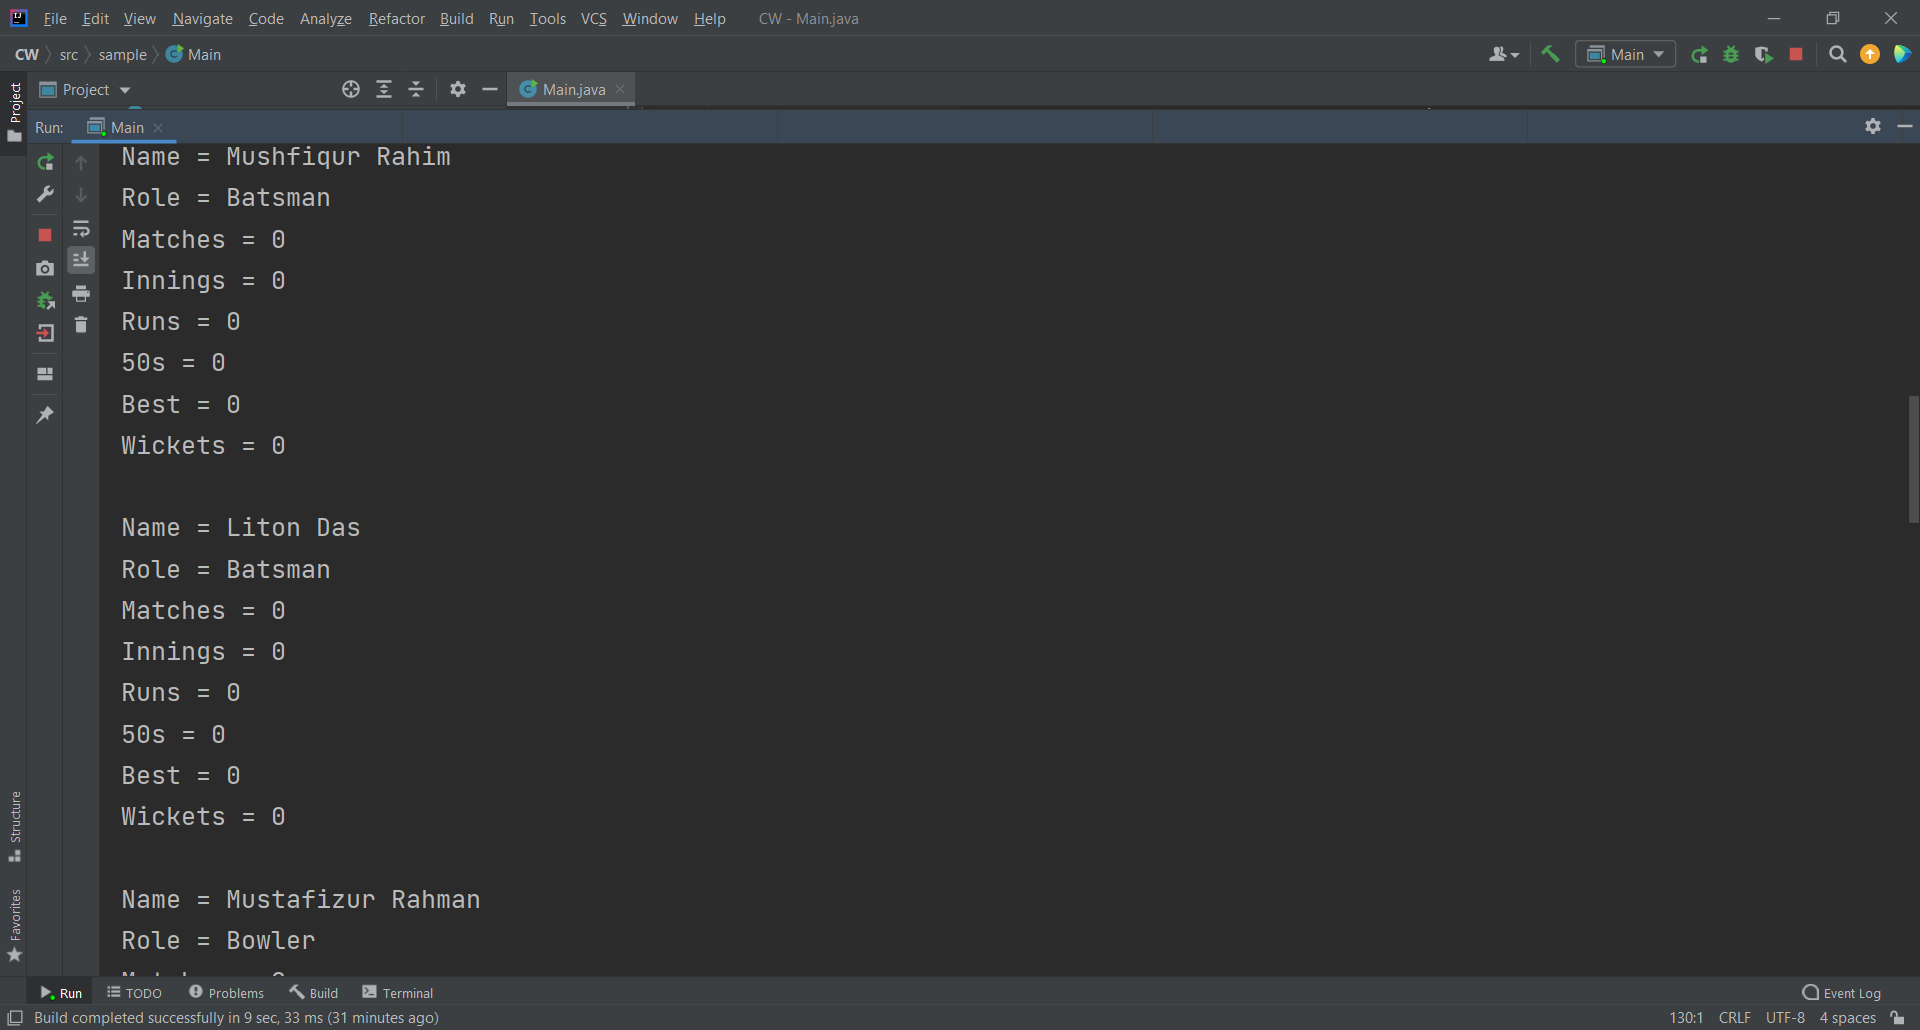 File Edit View Navigate Code Analyze Refactor Build Run Tools VCS Window Help CW - Main.java
CW src sample Main
Main
Project
Project
Main.java
Run: Main
Name = Mushfiqur Rahim
Role = Batsman
Matches = 0
Innings = 0
Runs = 0
50s = 0
Best = 0
Wickets = 0
Name = Liton Das
Role = Batsman
Matches = 0
Innings = 0
Runs = 0
50s = 0
Best = 0
Wickets = 0
Name = Mustafizur Rahman
Role = Bowler
Structure
Favorites
Run TODO Problems Build Terminal Event Log
Build completed successfully in 9 sec, 33 ms (31 minutes ago) 130:1 CRLF UTF-8 4 spaces